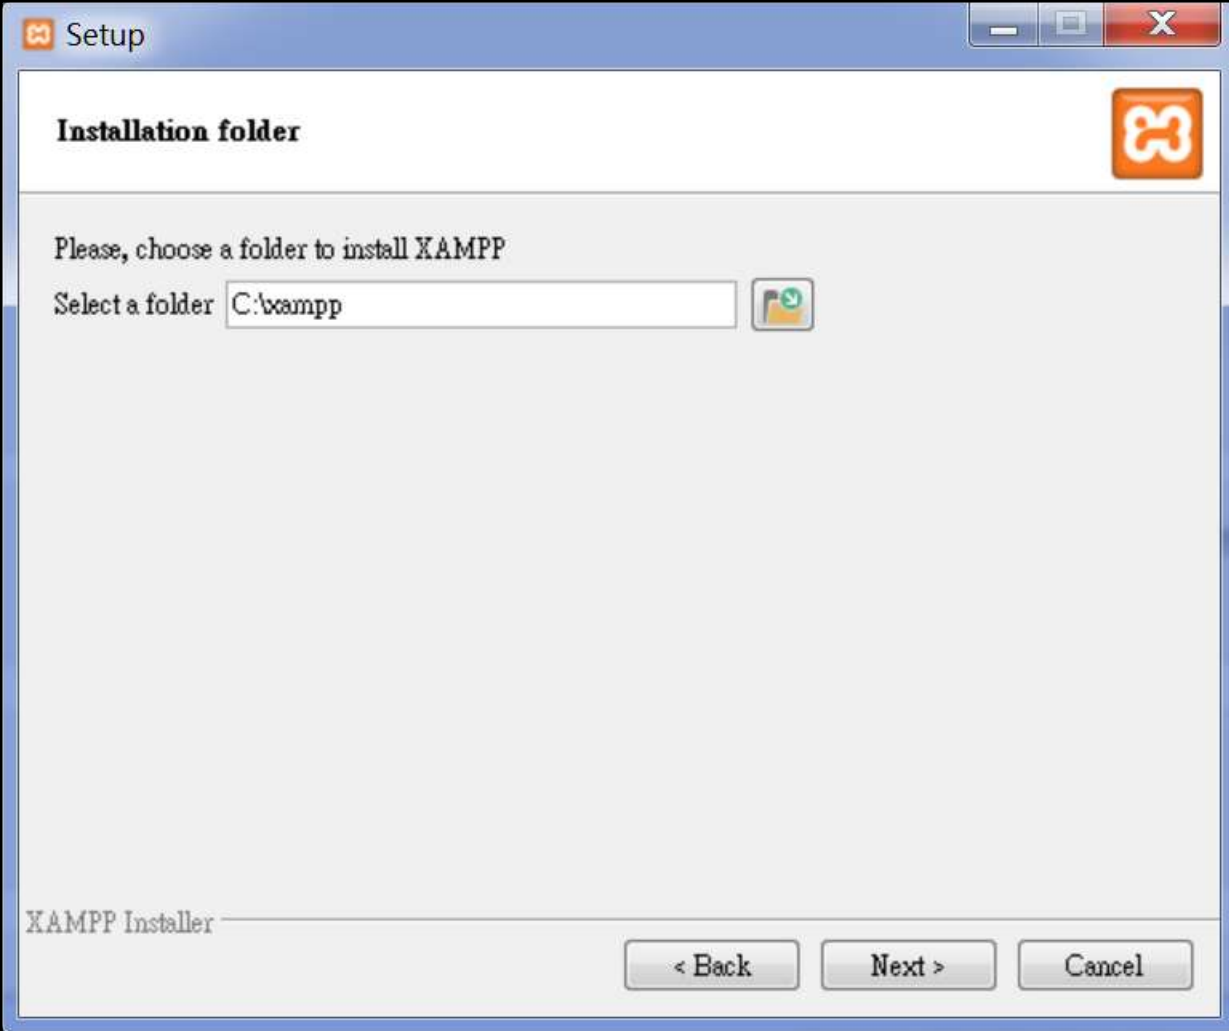 Setup
Installation folder
Please, choose a folder to install XAMPP
Select a folder C:\xampp
XAMPP Installer
< Back Next > Cancel